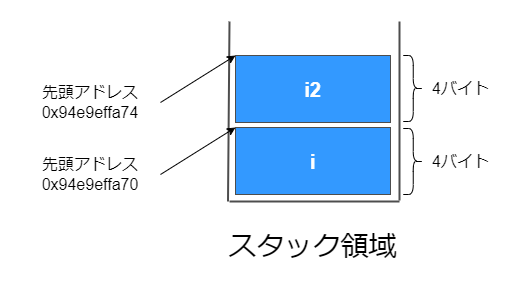 i2
先頭アドレス
0x94e9effa74
4バイト
先頭アドレス
0x94e9effa70
i
4バイト
スタック領域